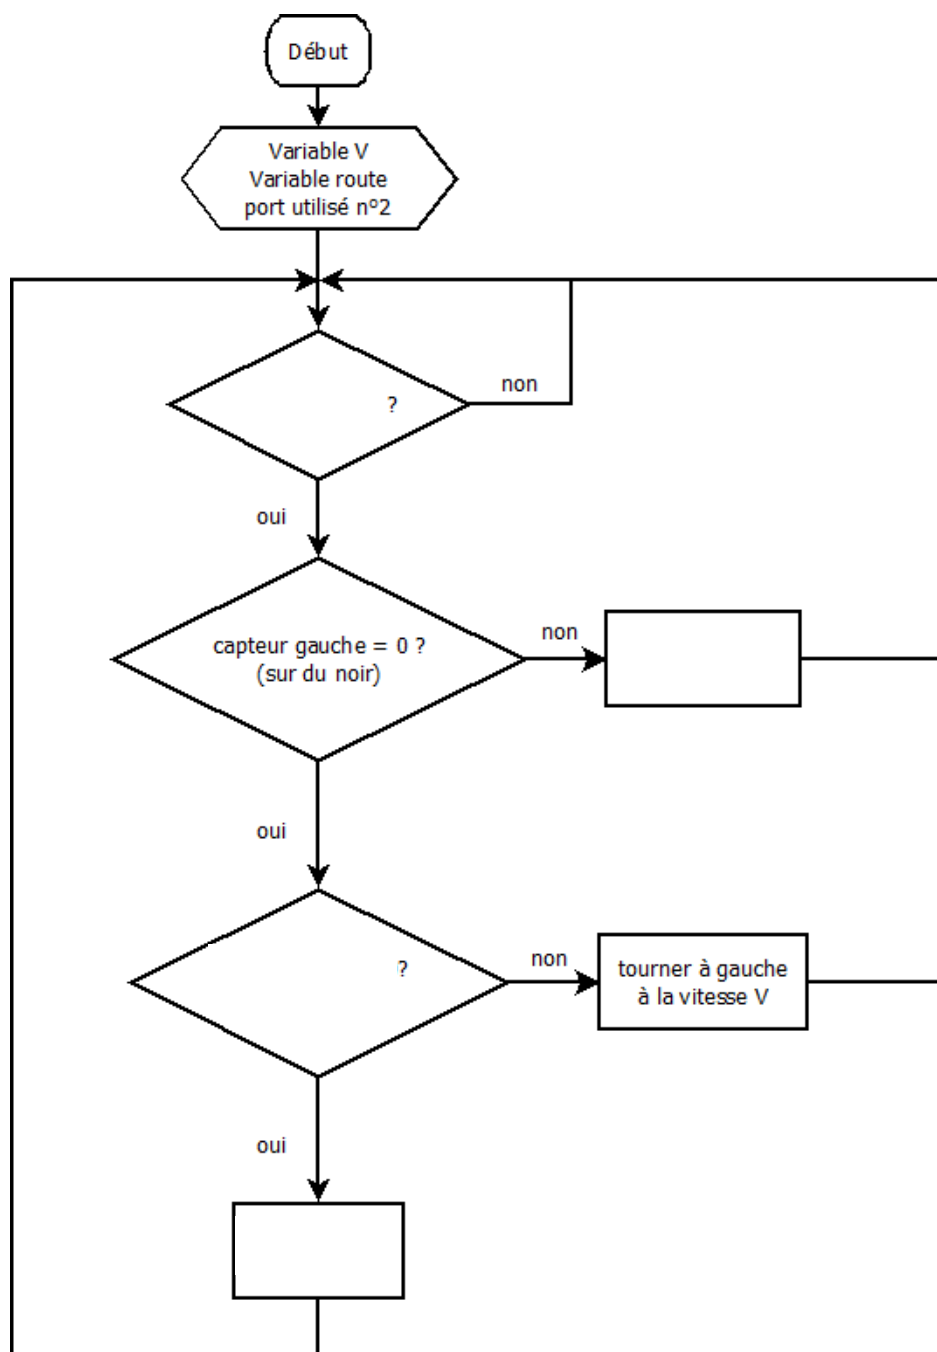 Début
Variable V
Variable route
port utilisé n°2
?
non
oui
capteur gauche = 0 ?
(sur du noir)
non
oui
?
non
tourner à gauche
à la vitesse V
oui